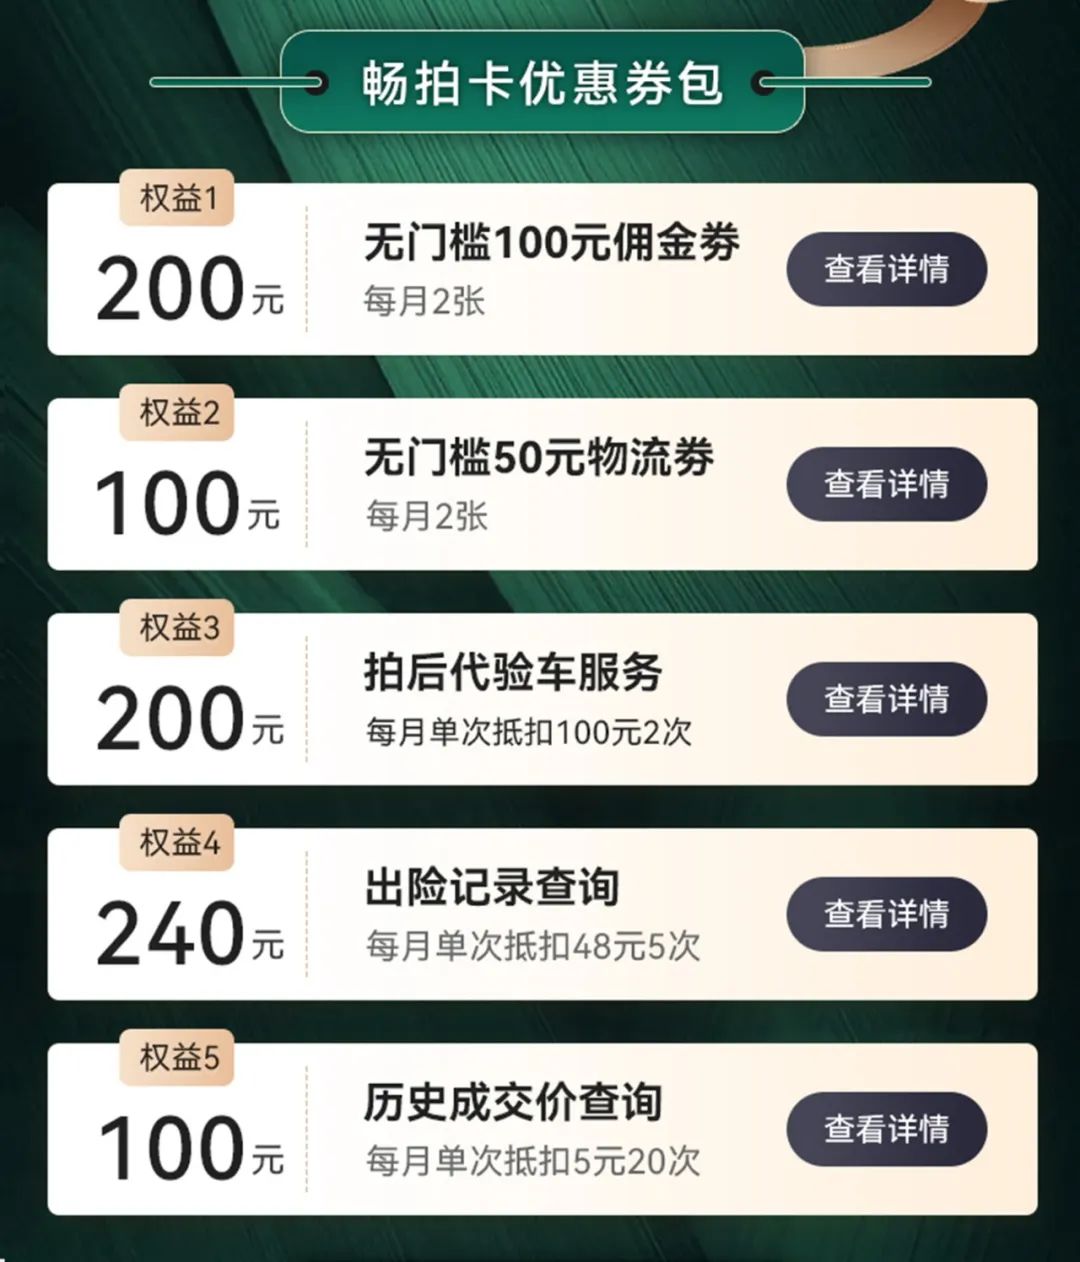 畅拍卡优惠券包
权益1
200元
无门槛100元佣金劵
每月2张
查看详情
权益2
100元
无门槛50元物流劵
每月2张
查看详情
权益3
200元
拍后代验车服务
每月单次抵扣100元2次
查看详情
权益4
240元
出险记录查询
每月单次抵扣48元5次
查看详情
权益5
100元
历史成交价查询
每月单次抵扣5元20次
查看详情